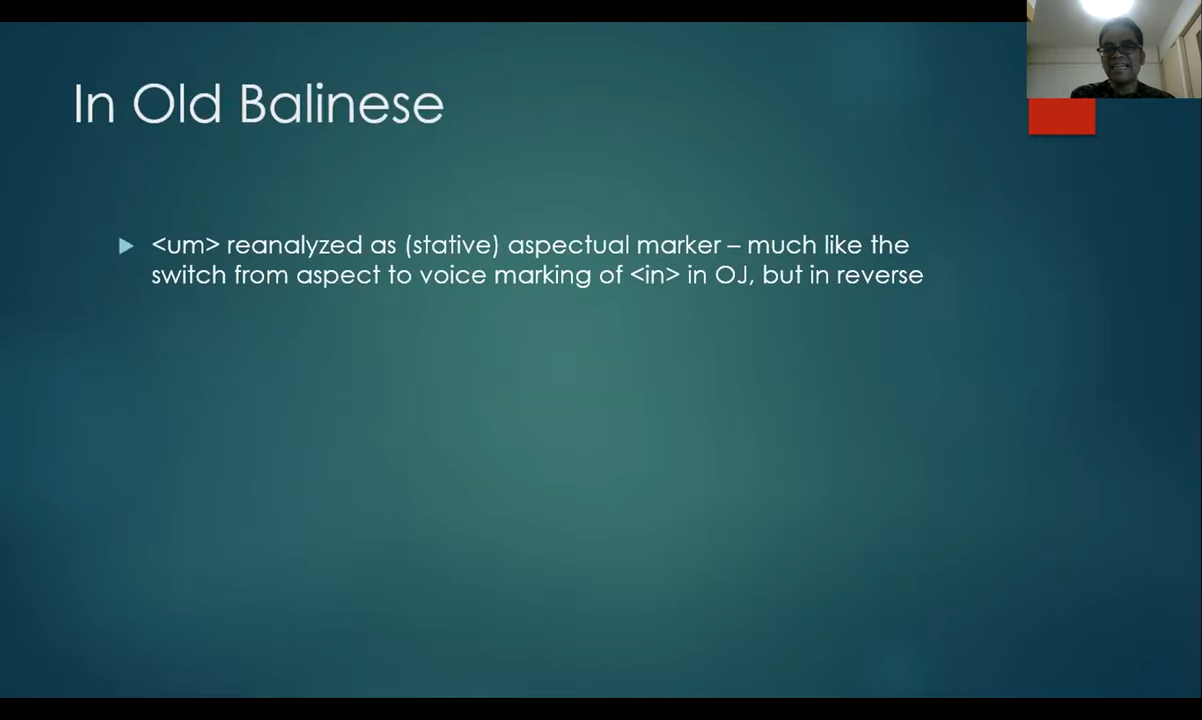 In Old Balinese
<um> reanalyzed as (stative) aspectual marker – much like the
switch from aspect to voice marking of <in> in OJ, but in reverse